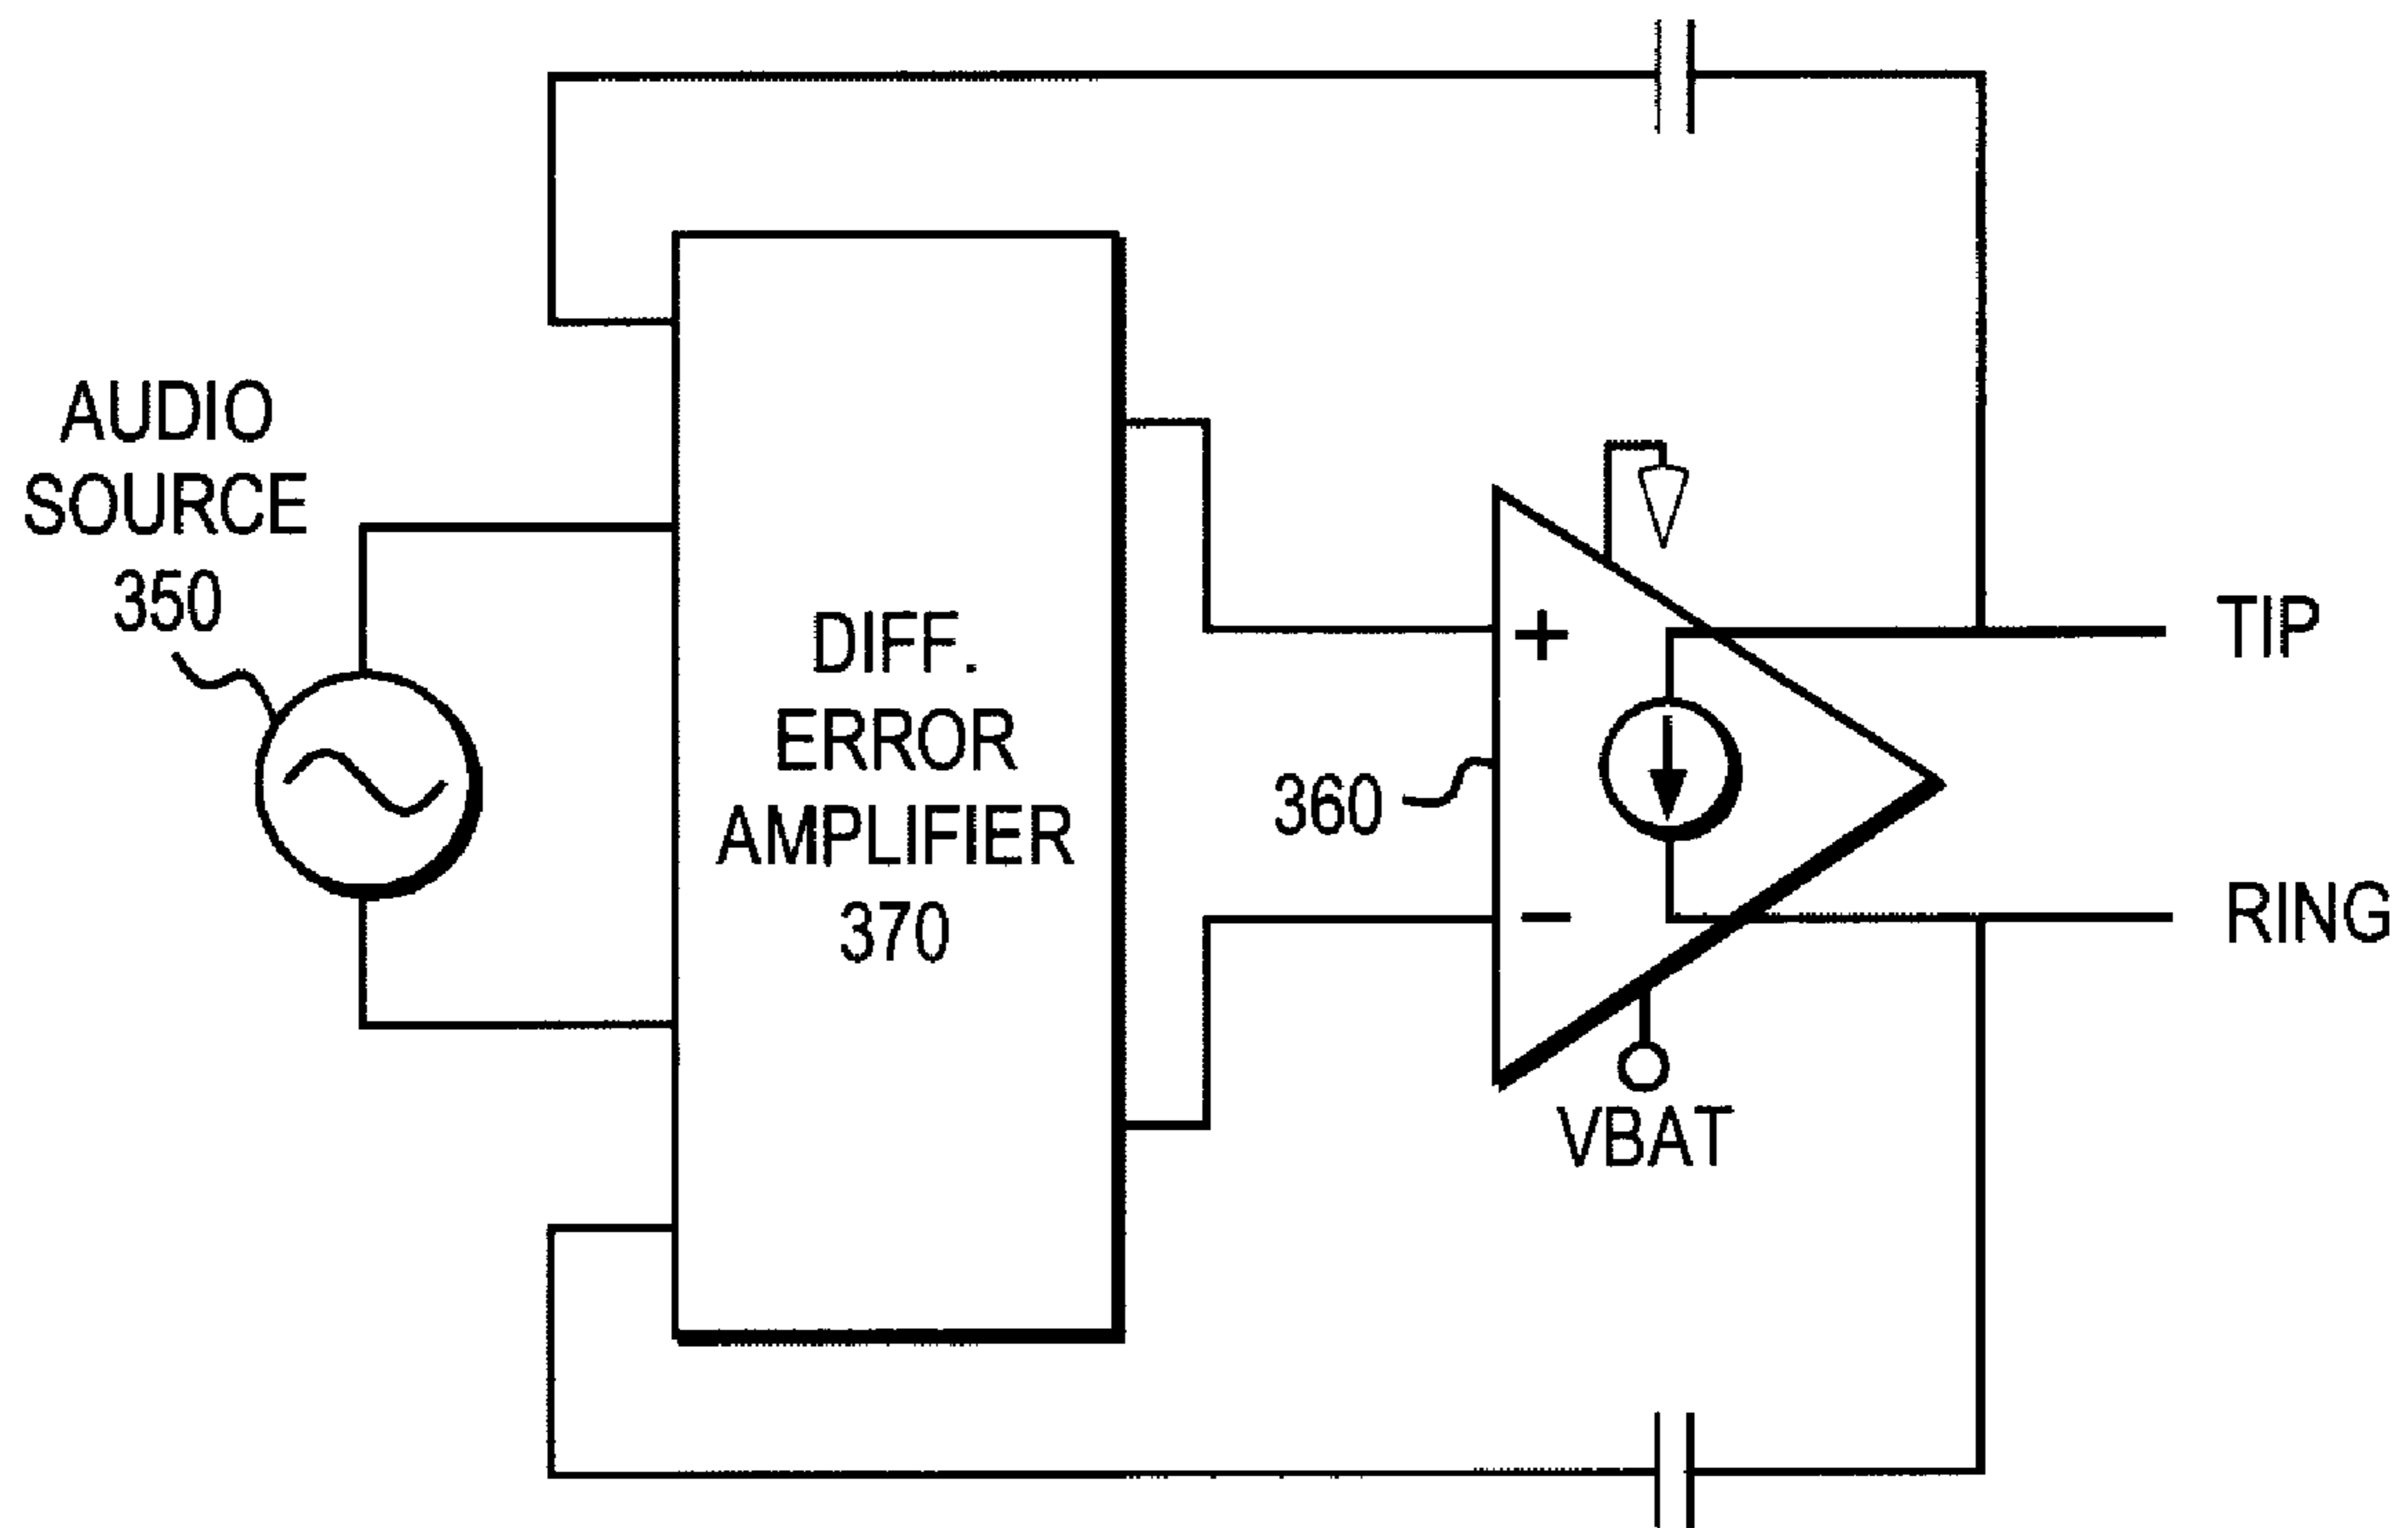 AUDIO
SOURCE
350
DIFF.
ERROR
AMPLIFIER
370
360
+
−
TIP
RING
VBAT